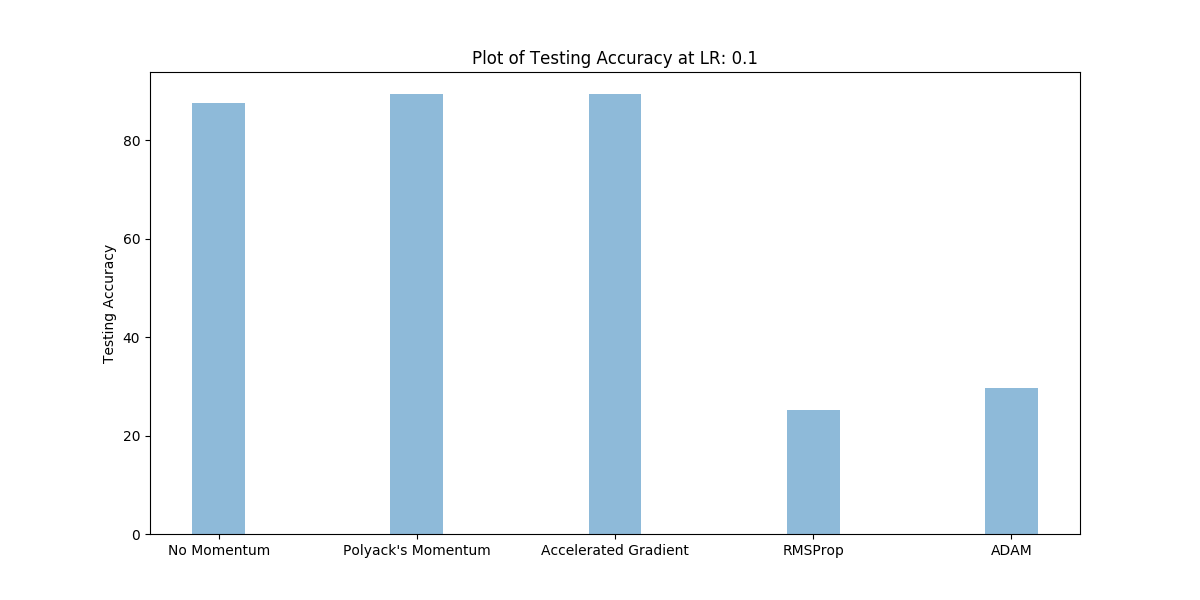 Plot of Testing Accuracy at LR: 0.1
Testing Accuracy
80
60
40
20
0
No Momentum
Polyack's Momentum
Accelerated Gradient
RMSProp
ADAM